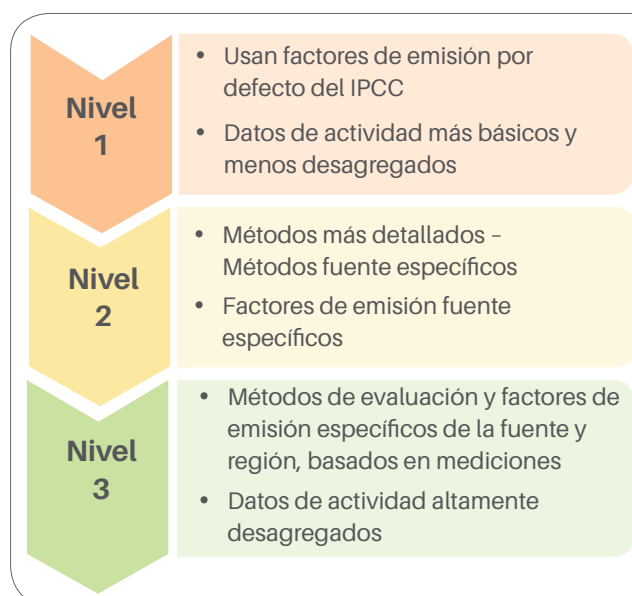 Nivel
1
• Usan factores de emisión por
defecto del IPCC
• Datos de actividad más básicos y
menos desagregados
Nivel
2
• Métodos más detallados –
Métodos fuente específicos
• Factores de emisión fuente
específicos
Nivel
3
• Métodos de evaluación y factores de
emisión específicos de la fuente y
región, basados en mediciones
• Datos de actividad altamente
desagregados